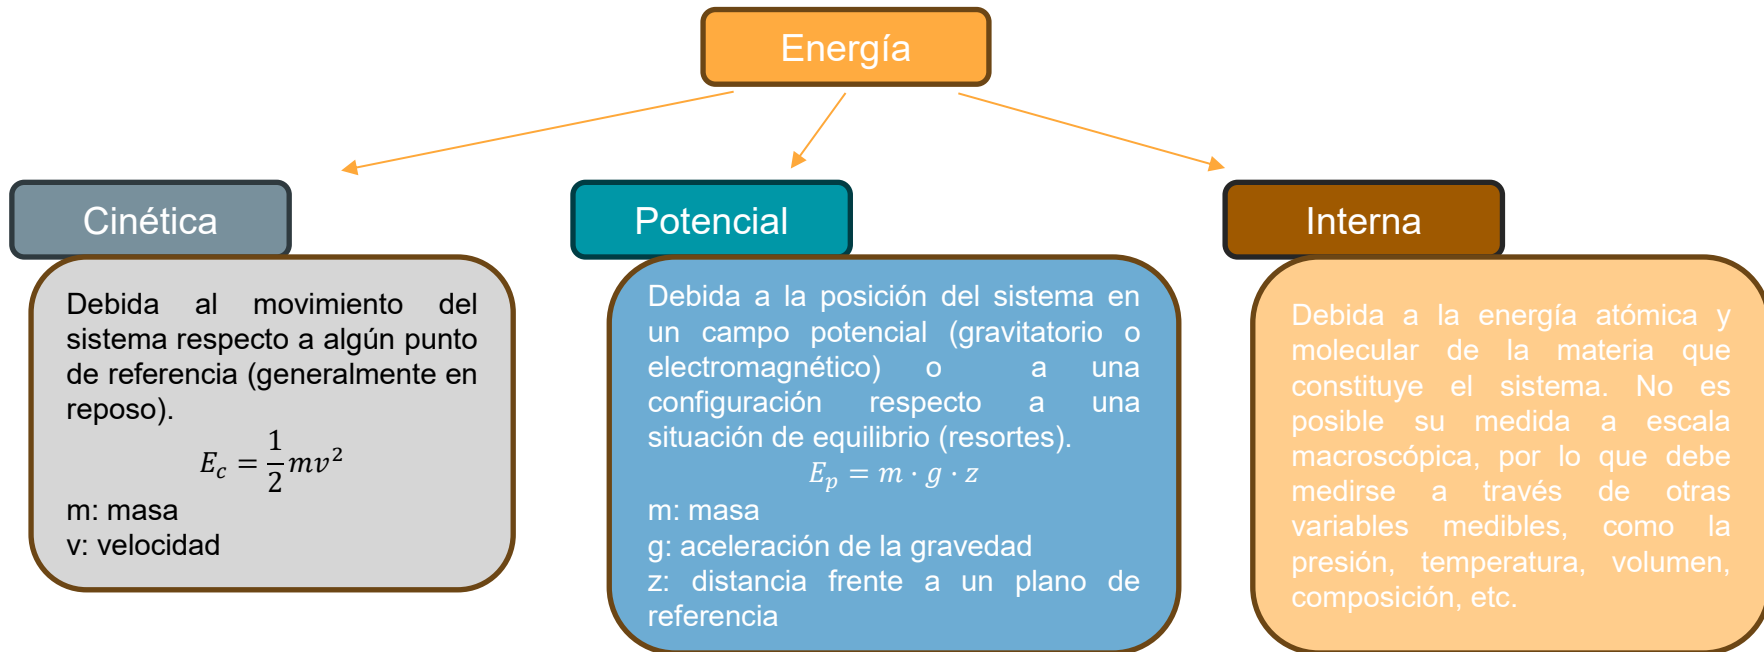 Energía
Cinética
Debida al movimiento del
sistema respecto a algún punto
de referencia (generalmente en
reposo).
E_c = \frac{1}{2} mv^2
m: masa
v: velocidad
Potencial
Debida a la posición del sistema en
un campo potencial (gravitatorio o
electromagnético) o a una
configuración respecto a una
situación de equilibrio (resortes).
E_p = m · g · z
m: masa
g: aceleración de la gravedad
z: distancia frente a un plano de
referencia
Interna
Debida a la energía atómica y
molecular de la materia que
constituye el sistema. No es
posible su medida a escala
macroscópica, por lo que debe
medirse a través de otras
variables medibles, como la
presión, temperatura, volumen,
composición, etc.